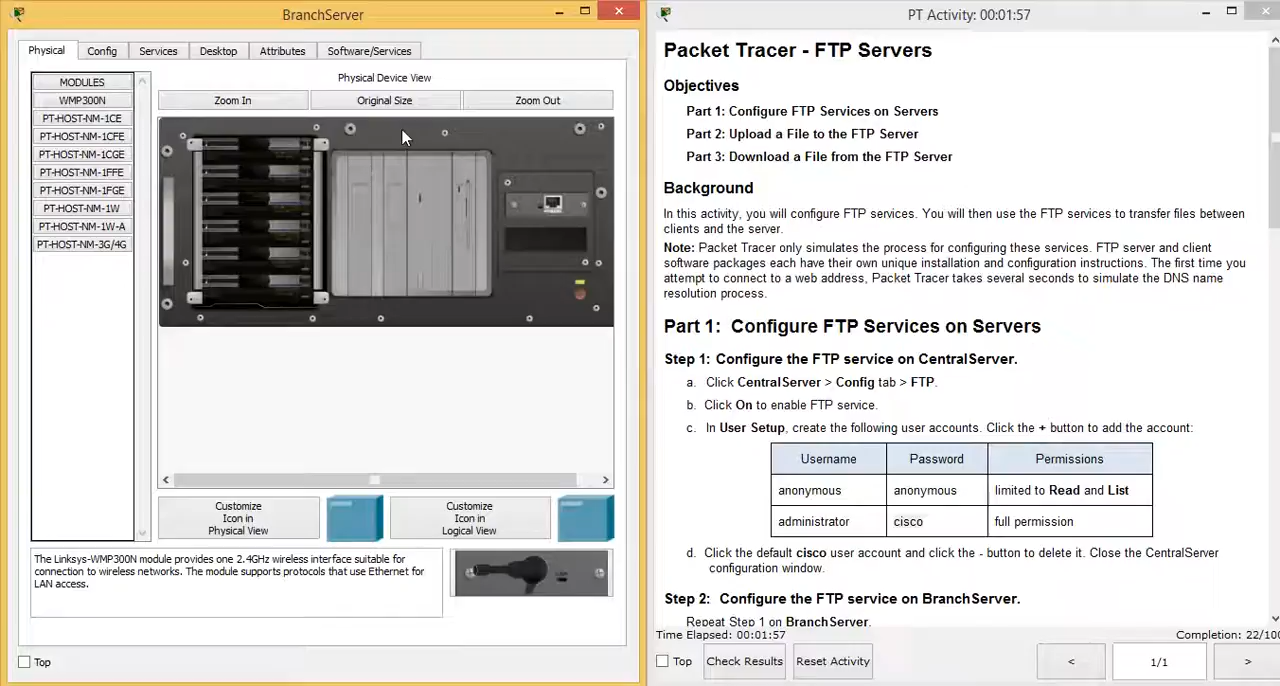 BranchServer
Physical
Config
Services
Desktop
Attributes
Software/Services
MODULES
WMP300N
PT-HOST-NM-1CE
PT-HOST-NM-1CFE
PT-HOST-NM-1CGE
PT-HOST-NM-1FFE
PT-HOST-NM-1FGE
PT-HOST-NM-1W
PT-HOST-NM-1W-A
PT-HOST-NM-3G/4G
Physical Device View
Zoom In
Original Size
Zoom Out
Customize
Icon in
Physical View
Customize
Icon in
Logical View
The Linksys-WMP300N module provides one 2.4GHz wireless interface suitable for
connection to wireless networks. The module supports protocols that use Ethernet for
LAN access.
Top
PT Activity: 00:01:57
Packet Tracer - FTP Servers
Objectives
Part 1: Configure FTP Services on Servers
Part 2: Upload a File to the FTP Server
Part 3: Download a File from the FTP Server
Background
In this activity, you will configure FTP services. You will then use the FTP services to transfer files between
clients and the server.
Note: Packet Tracer only simulates the process for configuring these services. FTP server and client
software packages each have their own unique installation and configuration instructions. The first time you
attempt to connect to a web address, Packet Tracer takes several seconds to simulate the DNS name
resolution process.
Part 1: Configure FTP Services on Servers
Step 1: Configure the FTP service on CentralServer.
a. Click CentralServer > Config tab > FTP.
b. Click On to enable FTP service.
c. In User Setup, create the following user accounts. Click the + button to add the account:
Username Password Permissions
anonymous anonymous limited to Read and List
administrator cisco full permission
d. Click the default cisco user account and click the - button to delete it. Close the CentralServer
configuration window.
Step 2: Configure the FTP service on BranchServer.
Repeat Step 1 on BranchServer.
Time Elapsed: 00:01:57
Completion: 22/100
Top
Check Results
Reset Activity
<
1/1
>